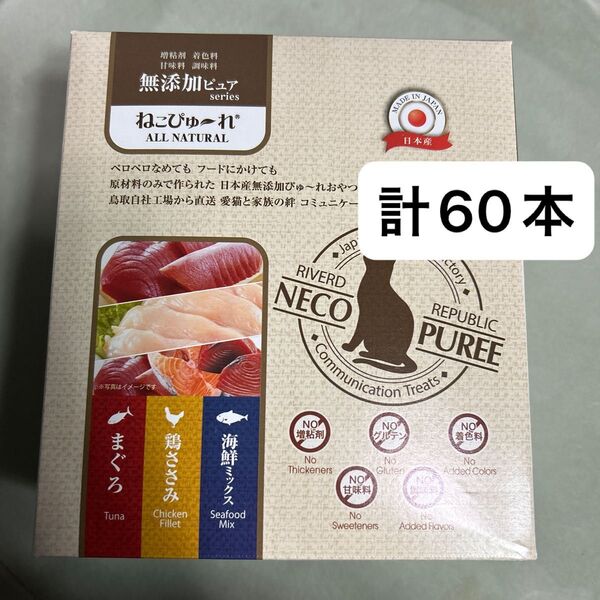 増粘剤 着色料
甘味料 調味料
無添加ピュア
series
ねこぴゅ〜れ®
ALL NATURAL
MADE IN JAPAN
日本産
ペロペロなめても フードにかけても
原材料のみで作られた 日本産無添加ぴゅ〜れおやつ
鳥取自社工場から直送 愛猫と家族の絆 コミュニケー
計60本
RIVERD REPUBLIC
NECO PUREE
Communication Treats
※写真はイメージです
まぐろ
Tuna
鶏ささみ
Chicken
Fillet
海鮮ミックス
Seafood
Mix
NO 増粘剤
No
Thickeners
NO グルテン
No
Gluten
NO 着色料
No
Added Colors
NO 甘味料
No
Sweeteners
NO
No
Added Flavors